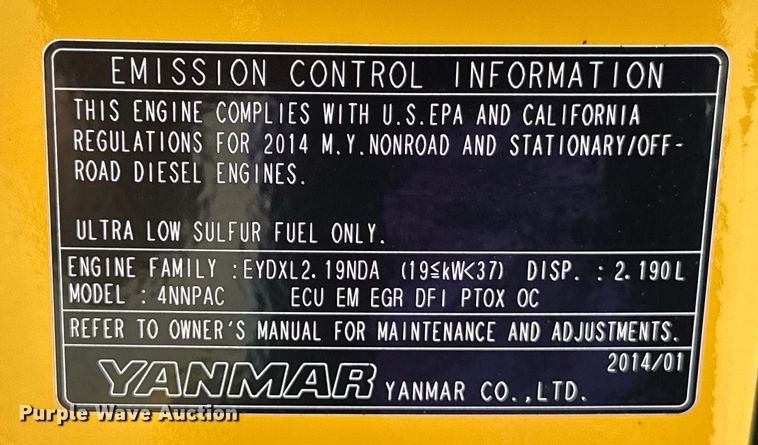 EMISSION CONTROL INFORMATION
THIS ENGINE COMPLIES WITH U.S.EPA AND CALIFORNIA
REGULATIONS FOR 2014 M.Y.NONROAD AND STATIONARY/OFF-
ROAD DIESEL ENGINES.
ULTRA LOW SULFUR FUEL ONLY.
ENGINE FAMILY :EYDXL2.19NDA (19≦kW<37) DISP. : 2.190L
MODEL : 4NNPAC ECU EM EGR DFI PTOX OC
REFER TO OWNER'S MANUAL FOR MAINTENANCE AND ADJUSTMENTS.
2014/01
YANMAR YANMAR CO.,LTD.
Purple Wave Auction